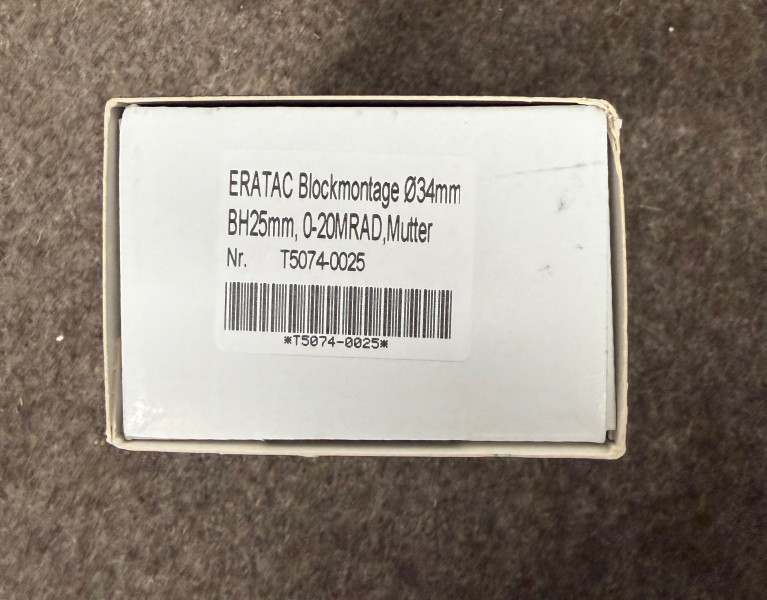 ERATAC Blockmontage Ø34mm
BH25mm, 0-20MRAD,Mutter
Nr. T5074-0025
*T5074-0025*